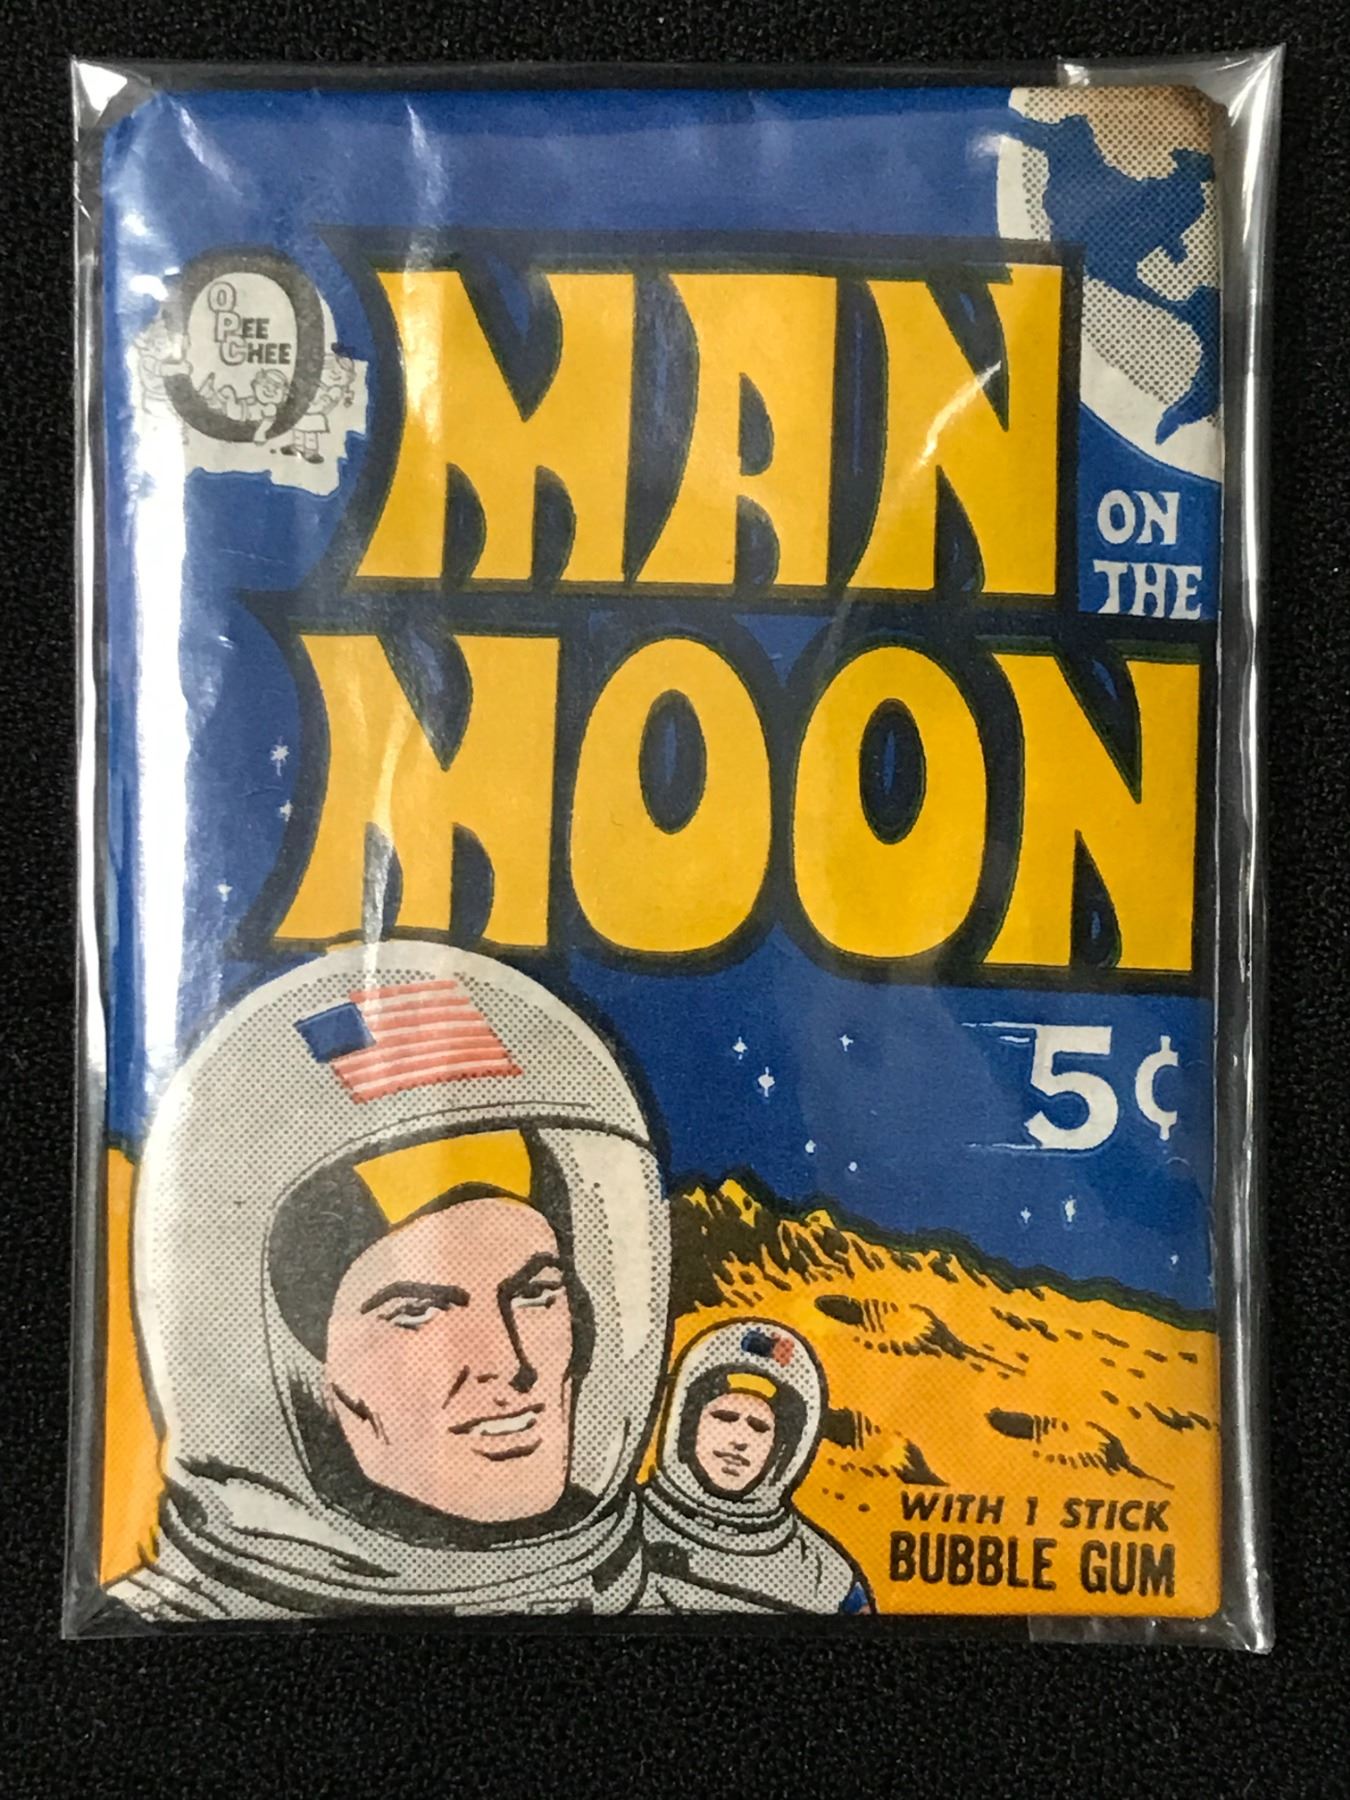 O
PEE
CHEE
MAN
ON
THE
MOON
5¢
WITH 1 STICK
BUBBLE GUM